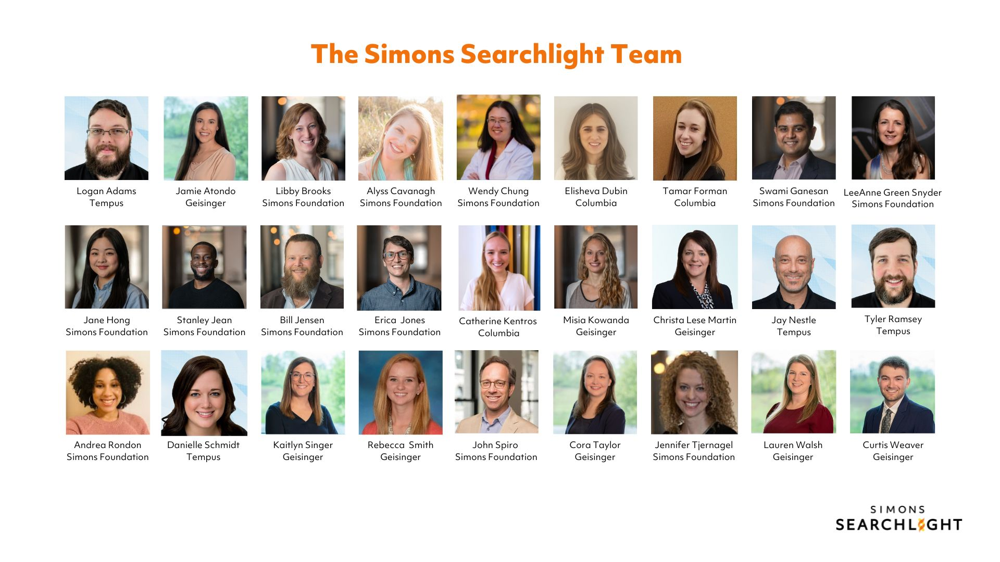 The Simons Searchlight Team
Logan Adams
Tempus
Jamie Atondo
Geisinger
Libby Brooks
Simons Foundation
Alyss Cavanagh
Simons Foundation
Wendy Chung
Simons Foundation
Elisheva Dubin
Columbia
Tamar Forman
Columbia
Swami Ganesan
Simons Foundation
LeeAnne Green Snyder
Simons Foundation
Jane Hong
Simons Foundation
Stanley Jean
Simons Foundation
Bill Jensen
Simons Foundation
Erica Jones
Simons Foundation
Catherine Kentros
Columbia
Misia Kowanda
Geisinger
Christa Lese Martin
Geisinger
Jay Nestle
Tempus
Tyler Ramsey
Tempus
Andrea Rondon
Simons Foundation
Danielle Schmidt
Tempus
Kaitlyn Singer
Geisinger
Rebecca Smith
Geisinger
John Spiro
Simons Foundation
Cora Taylor
Geisinger
Jennifer Tjernagel
Simons Foundation
Lauren Walsh
Geisinger
Curtis Weaver
Geisinger
SIMONS
SEARCHLIGHT